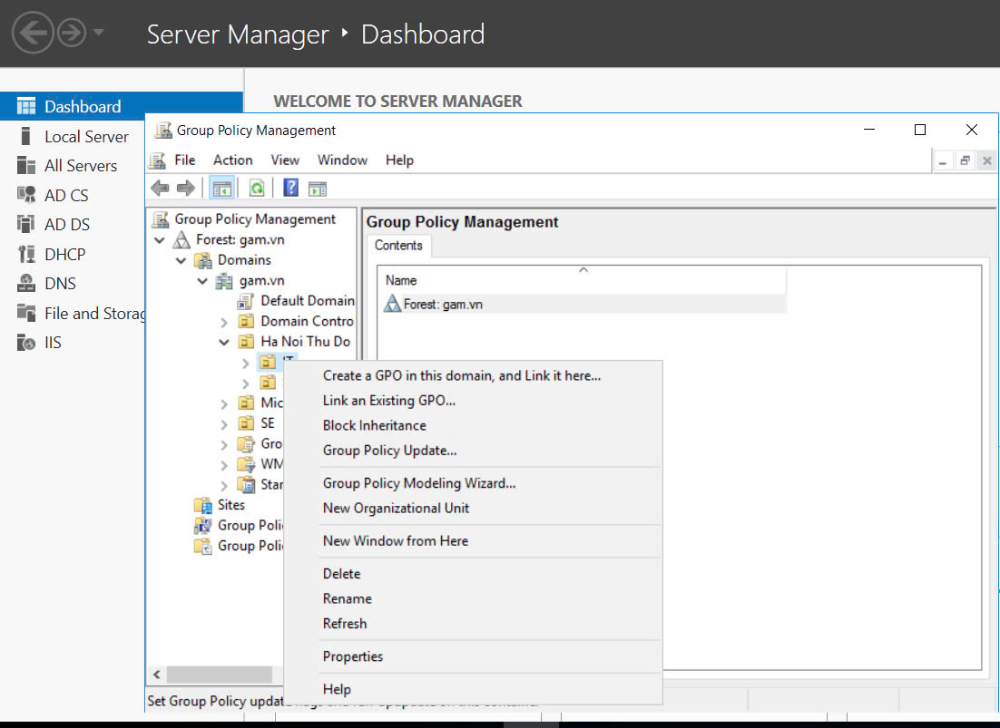 Server Manager ‣ Dashboard
WELCOME TO SERVER MANAGER
Dashboard
Local Server
All Servers
AD CS
AD DS
DHCP
DNS
File and Storag
IIS
Group Policy Management
File Action View Window Help
Group Policy Management
Forest: gam.vn
Domains
gam.vn
Default Domain
Domain Contro
Ha Noi Thu Do
IT
Mic
SE
Gro
WM
Star
Sites
Group Poli
Group Poli
Group Policy Management
Contents
Name
Forest: gam.vn
Create a GPO in this domain, and Link it here...
Link an Existing GPO...
Block Inheritance
Group Policy Update...
Group Policy Modeling Wizard...
New Organizational Unit
New Window from Here
Delete
Rename
Refresh
Properties
Help
Set Group Policy updat